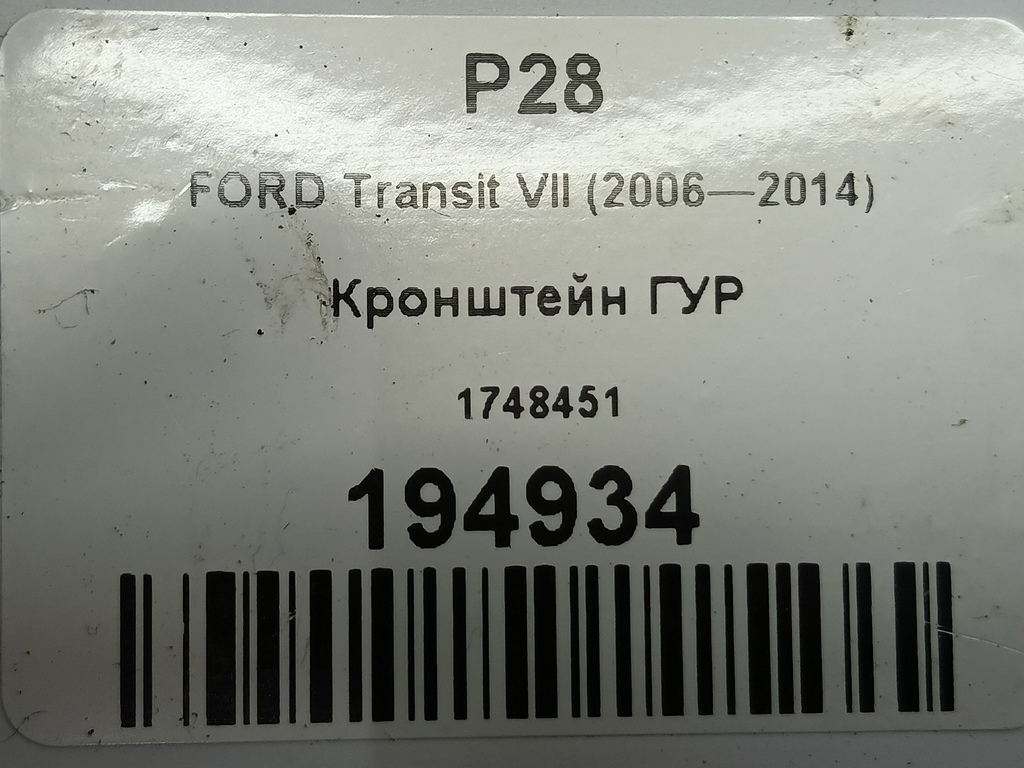 P28
FORD Transit VII (2006—2014)
Кронштейн ГУР
1748451
194934